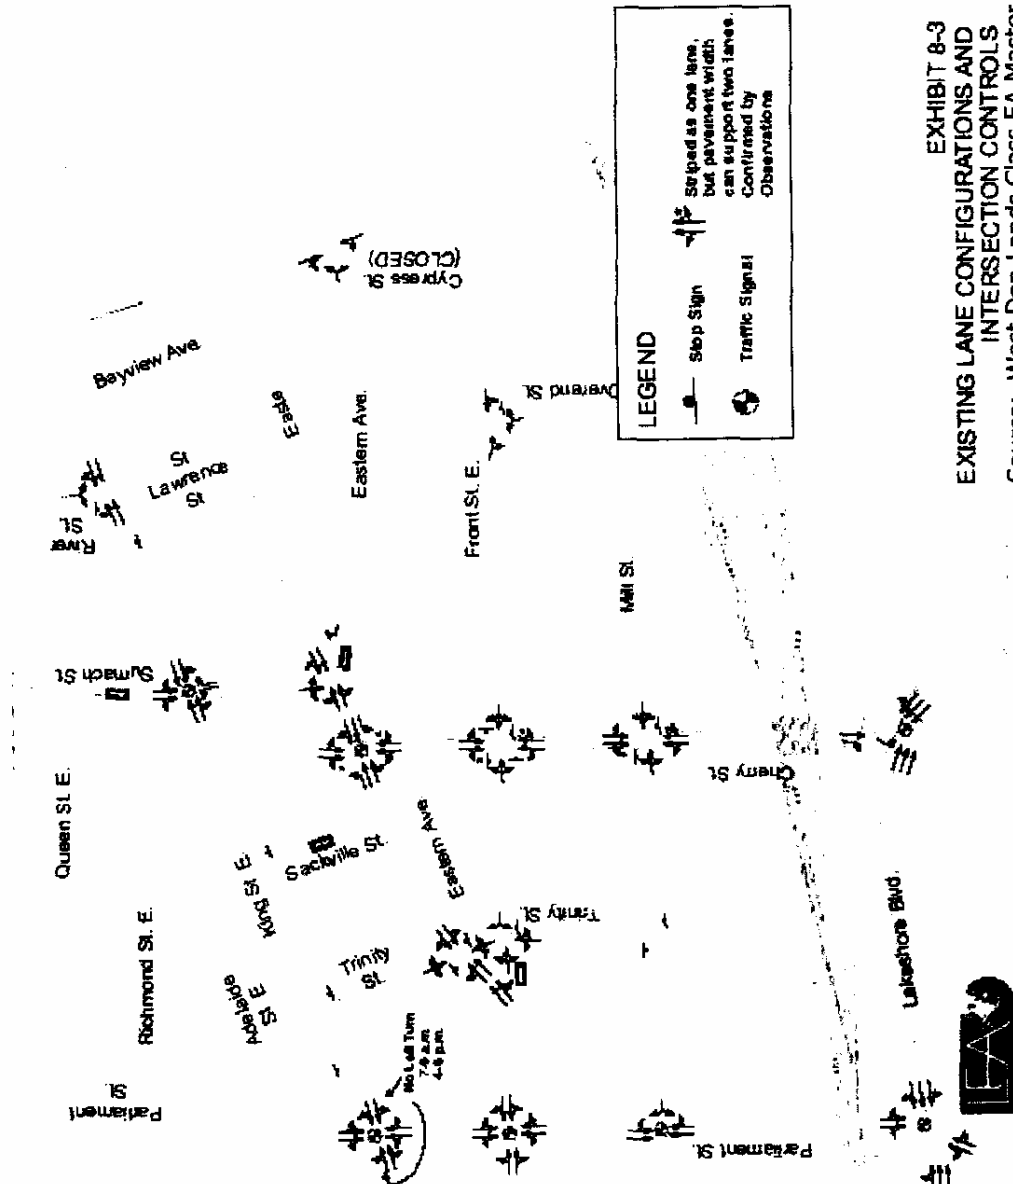 EXHIBIT 8-3
EXISTING LANE CONFIGURATIONS AND
INTERSECTION CONTROLS
LEGEND
Stop Sign
Traffic Signal
Striped as one lane,
but pavement width
can support two lanes.
Confirmed by
Observations
Queen St. E.
Richmond St. E.
Adelaide
St. E
King St E
Parliament
St.
Sumach St
River
St.
St
Lawrence
St
Bayview Ave.
Easte
Eastern Ave.
Cypress St.
(CLOSED)
Sackville St.
Eastern Ave
Trinity
St.
Trinity St.
Front St. E.
Overend St.
Mill St.
Cherry St.
No Left Turn
4-6 p.m.
Parliament St.
Lakeshore Blvd.
EA